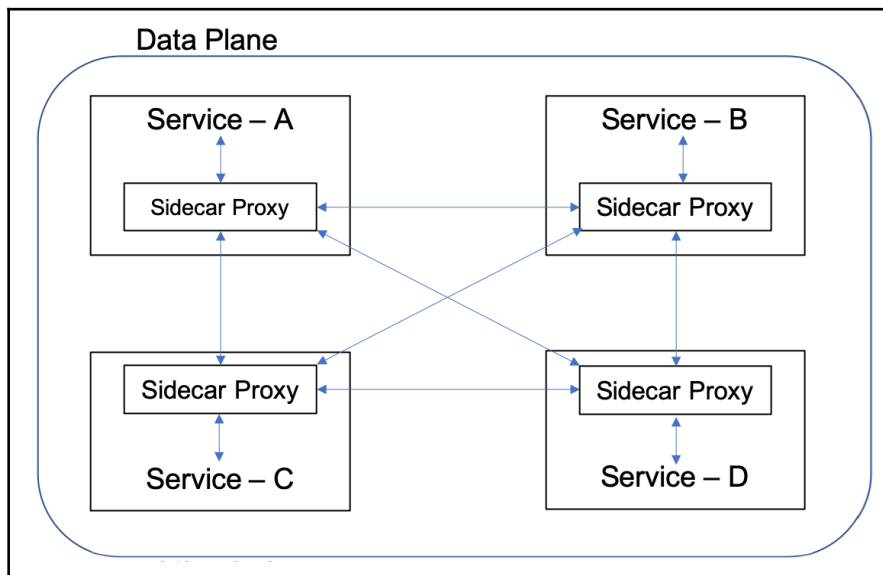 Data Plane
Service – A
Service – B
Sidecar Proxy
Sidecar Proxy
Sidecar Proxy
Sidecar Proxy
Service – C
Service – D